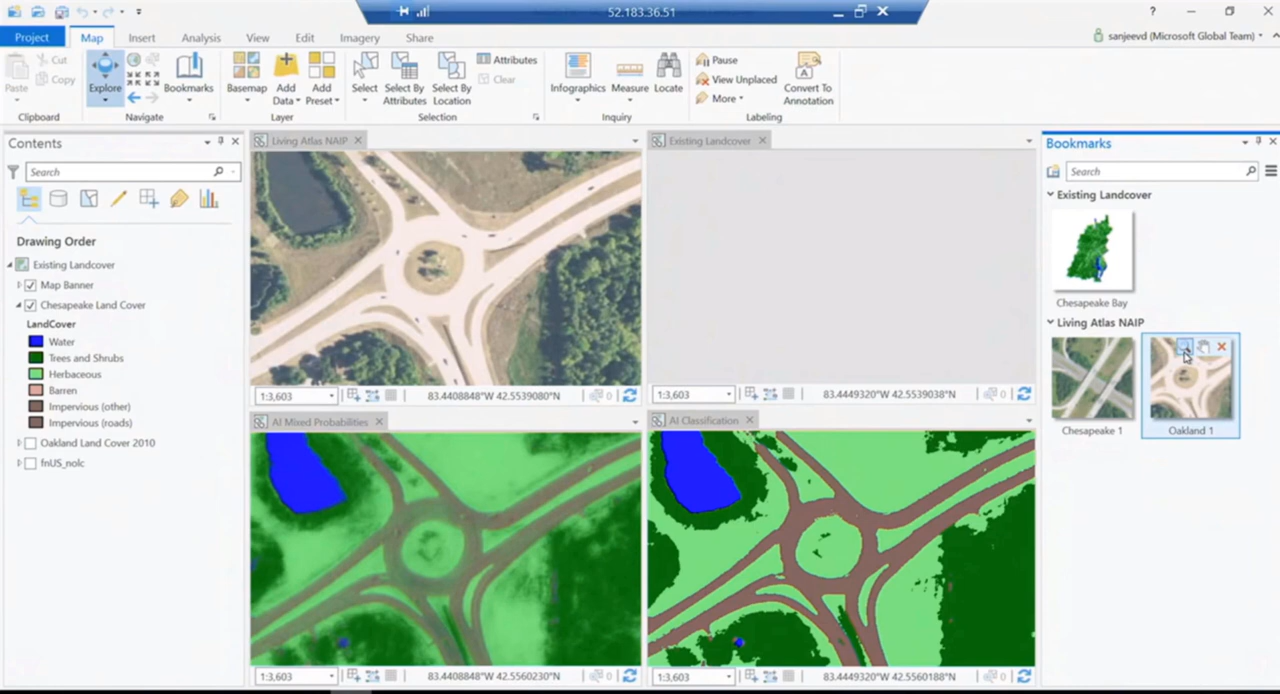 52.183.36.51
Project Map Insert Analysis View Edit Imagery Share
sanjeevd (Microsoft Global Team)
Paste
Cut
Copy
Clipboard
Explore
Bookmarks
Navigate
Basemap
Add Data
Add Preset
Layer
Select
Select By Attributes
Select By Location
Attributes
Clear
Selection
Infographics
Measure
Locate
Inquiry
Pause
View Unplaced
More
Convert To Annotation
Labeling
Contents
Search
Drawing Order
Existing Landcover
Map Banner
Chesapeake Land Cover
LandCover
Water
Trees and Shrubs
Herbaceous
Barren
Impervious (other)
Impervious (roads)
Oakland Land Cover 2010
fnUS_nolc
Living Atlas NAIP
1:3,603
83.4408848°W 42.5539080°N
0
Existing Landcover
1:3,603
83.4449320°W 42.5539038°N
0
AI Mixed Probabilities
1:3,603
83.4408848°W 42.5560230°N
0
AI Classification
1:3,603
83.4449320°W 42.5560188°N
0
Bookmarks
Search
Existing Landcover
Chesapeake Bay
Living Atlas NAIP
Chesapeake 1
Oakland 1